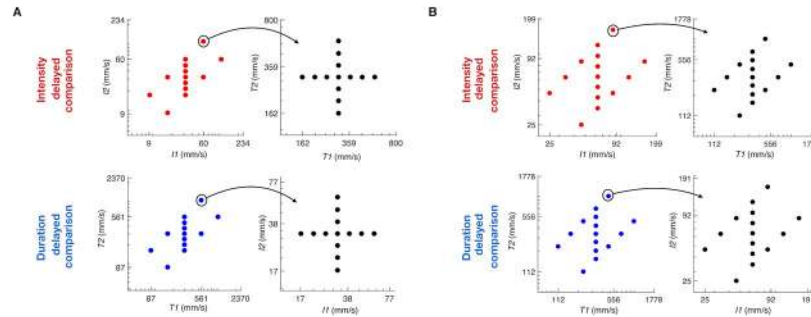 A
B
Intensity
delayed
comparison
234
60
9
I2 (mm/s)
9
60
234
I1 (mm/s)
800
359
162
T2 (mm/s)
162
359
800
T1 (mm/s)
Intensity
delayed
comparison
199
92
25
I2 (mm/s)
25
92
199
I1 (mm/s)
1778
556
112
T2 (mm/s)
112
556
T1 (mm/s)
Duration
delayed
comparison
2370
561
87
T2 (mm/s)
87
561
2370
T1 (mm/s)
77
38
17
I2 (mm/s)
17
38
77
I1 (mm/s)
Duration
delayed
comparison
1778
556
112
T2 (mm/s)
112
556
1778
T1 (mm/s)
191
92
25
I2 (mm/s)
25
92
I1 (mm/s)